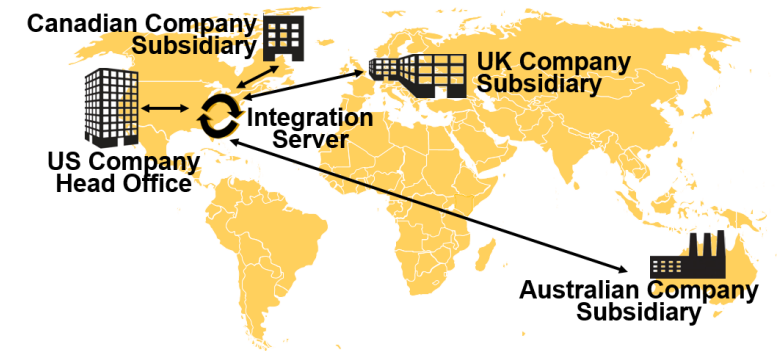 Canadian Company
Subsidiary
UK Company
Subsidiary
Integration
Server
US Company
Head Office
Australian Company
Subsidiary